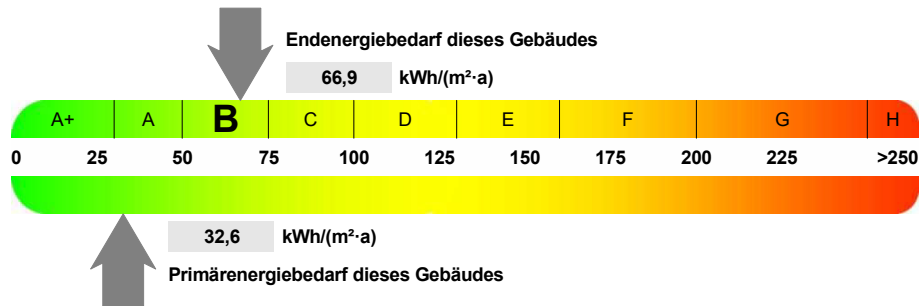 Endenergiebedarf dieses Gebäudes
66,9 kWh/(m²·a)
A+ A B C D E F G H
0 25 50 75 100 125 150 175 200 225 >250
32,6 kWh/(m²·a)
Primärenergiebedarf dieses Gebäudes